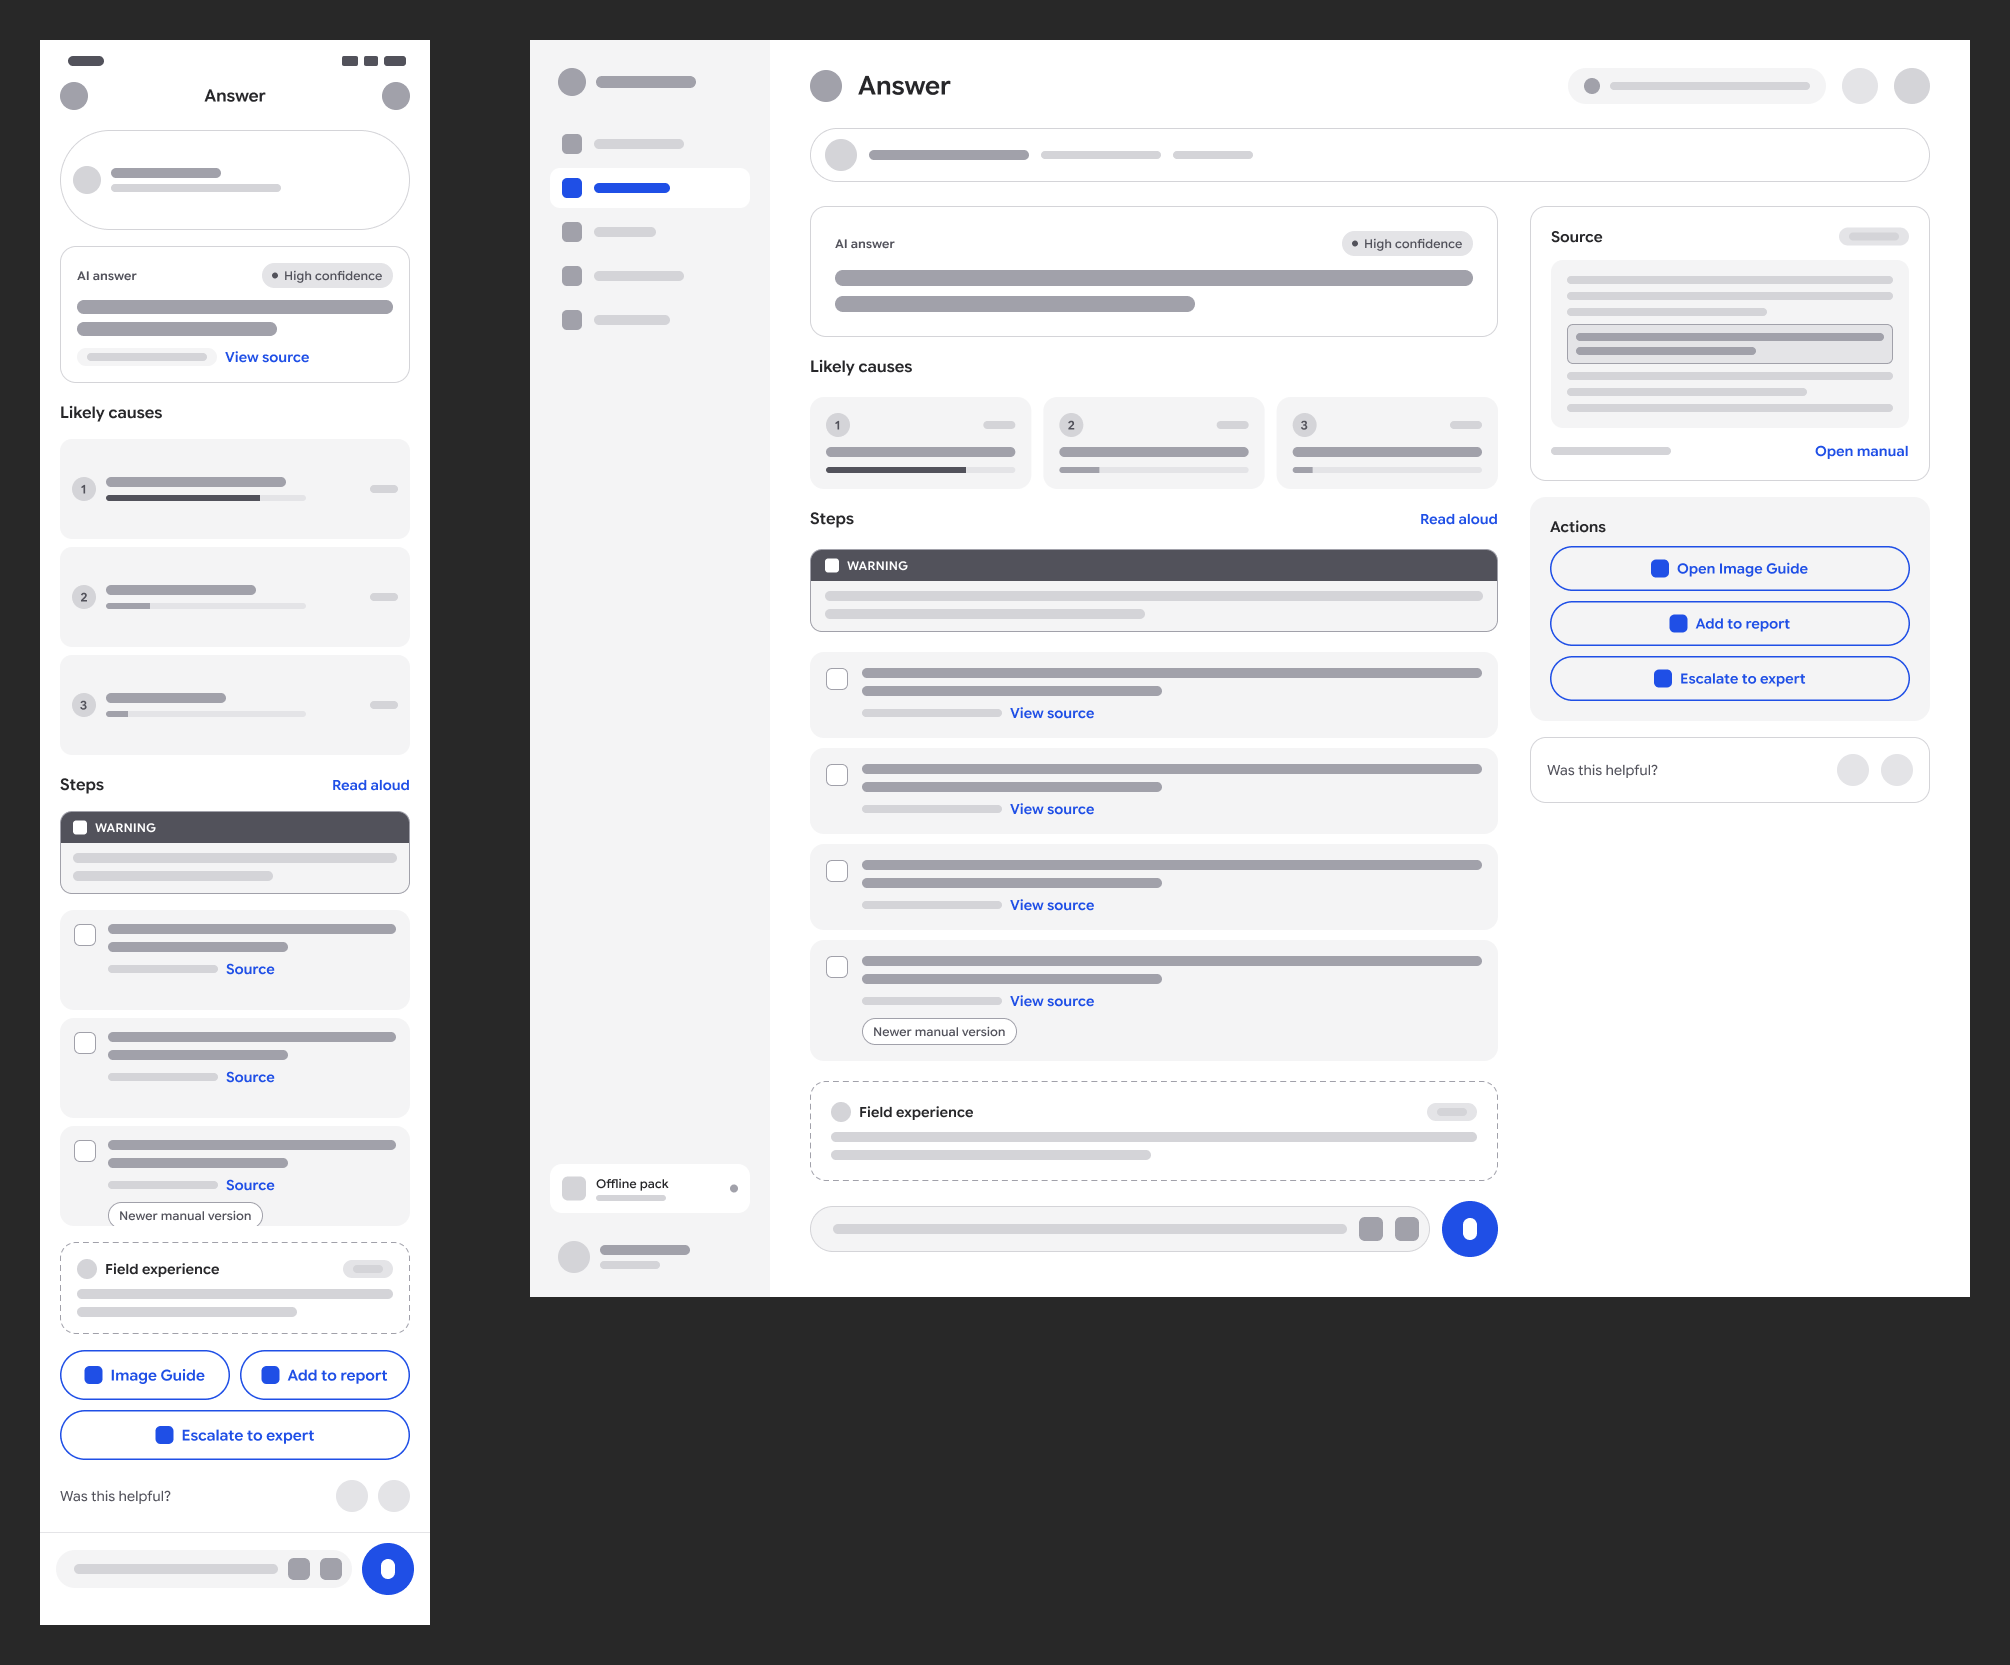 Answer
AI answer
High confidence
View source
Likely causes
1
2
3
Steps
Read aloud
WARNING
Source
Source
Source
Newer manual version
Field experience
Image Guide
Add to report
Escalate to expert
Was this helpful?
Offline pack
Answer
AI answer
High confidence
Likely causes
1
2
3
Steps
Read aloud
WARNING
View source
View source
View source
View source
Newer manual version
Field experience
Source
Open manual
Actions
Open Image Guide
Add to report
Escalate to expert
Was this helpful?